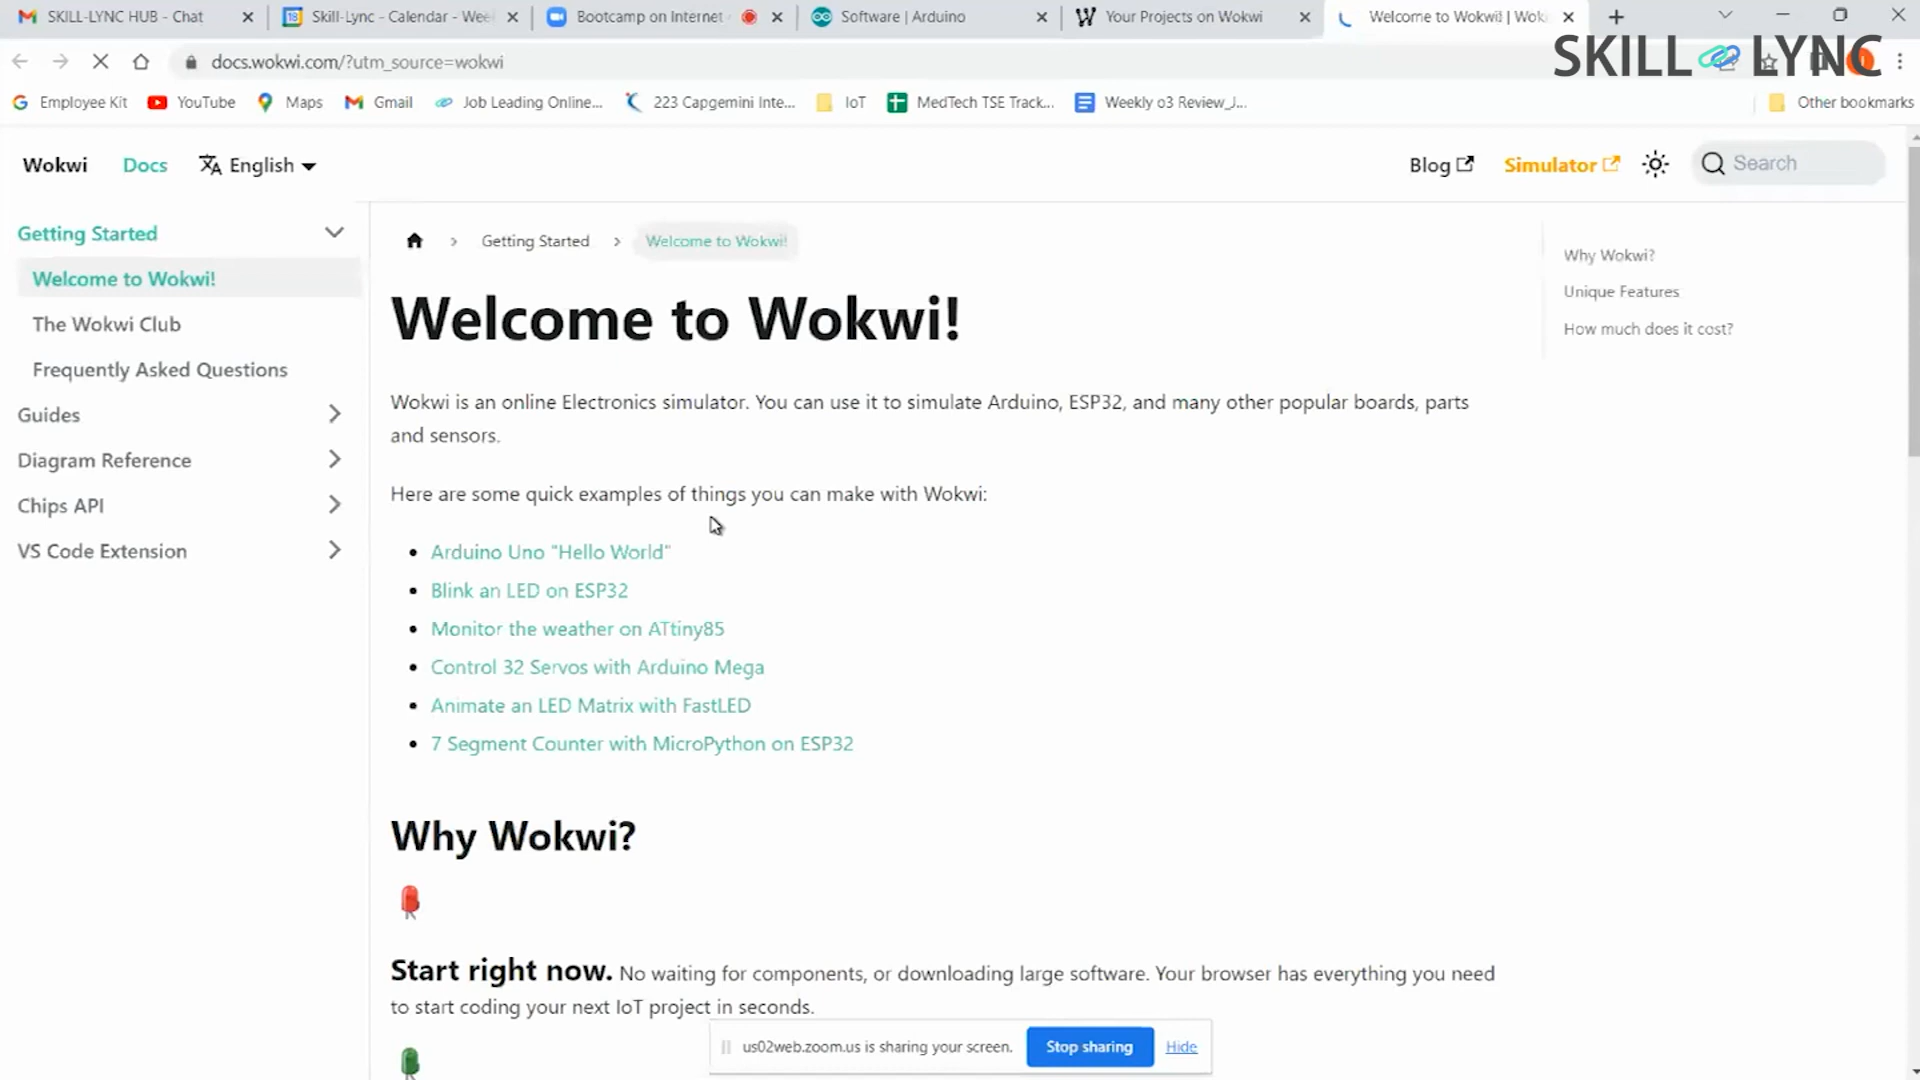 SKILL-LYNC HUB - Chat
Skill-Lync - Calendar - Wee
Bootcamp on Internet
Software | Arduino
Your Projects on Wokwi
Welcome to Wokwi! | Wok
docs.wokwi.com/?utm_source=wokwi
SKILL LYNC
Employee Kit
YouTube
Maps
Gmail
Job Leading Online...
223 Capgemini Inte...
IoT
MedTech TSE Track...
Weekly o3 Review_J...
Other bookmarks
Wokwi
Docs
English
Blog
Simulator
Search
Getting Started
Welcome to Wokwi!
The Wokwi Club
Frequently Asked Questions
Guides
Diagram Reference
Chips API
VS Code Extension
Getting Started
Welcome to Wokwi!
Welcome to Wokwi!
Wokwi is an online Electronics simulator. You can use it to simulate Arduino, ESP32, and many other popular boards, parts
and sensors.
Here are some quick examples of things you can make with Wokwi:
Arduino Uno "Hello World"
Blink an LED on ESP32
Monitor the weather on ATtiny85
Control 32 Servos with Arduino Mega
Animate an LED Matrix with FastLED
7 Segment Counter with MicroPython on ESP32
Why Wokwi?
Start right now. No waiting for components, or downloading large software. Your browser has everything you need
to start coding your next IoT project in seconds.
Why Wokwi?
Unique Features
How much does it cost?
us02web.zoom.us is sharing your screen.
Stop sharing
Hide